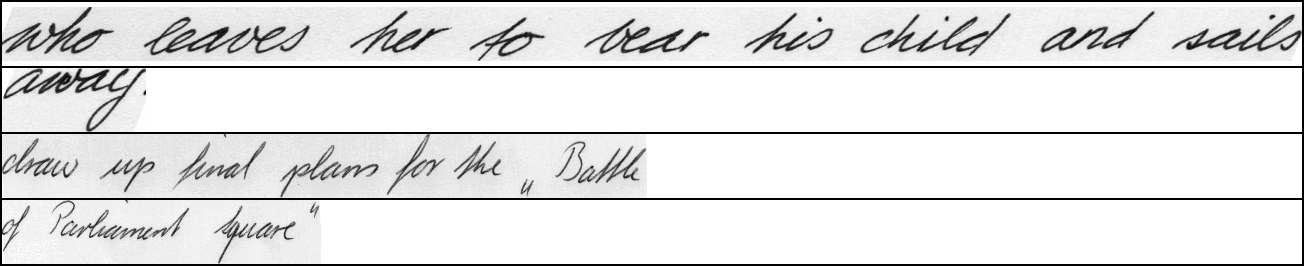 who leaves her to bear his child and sails
away.
draw up final plans for the „ Battle
of Parliament Square"